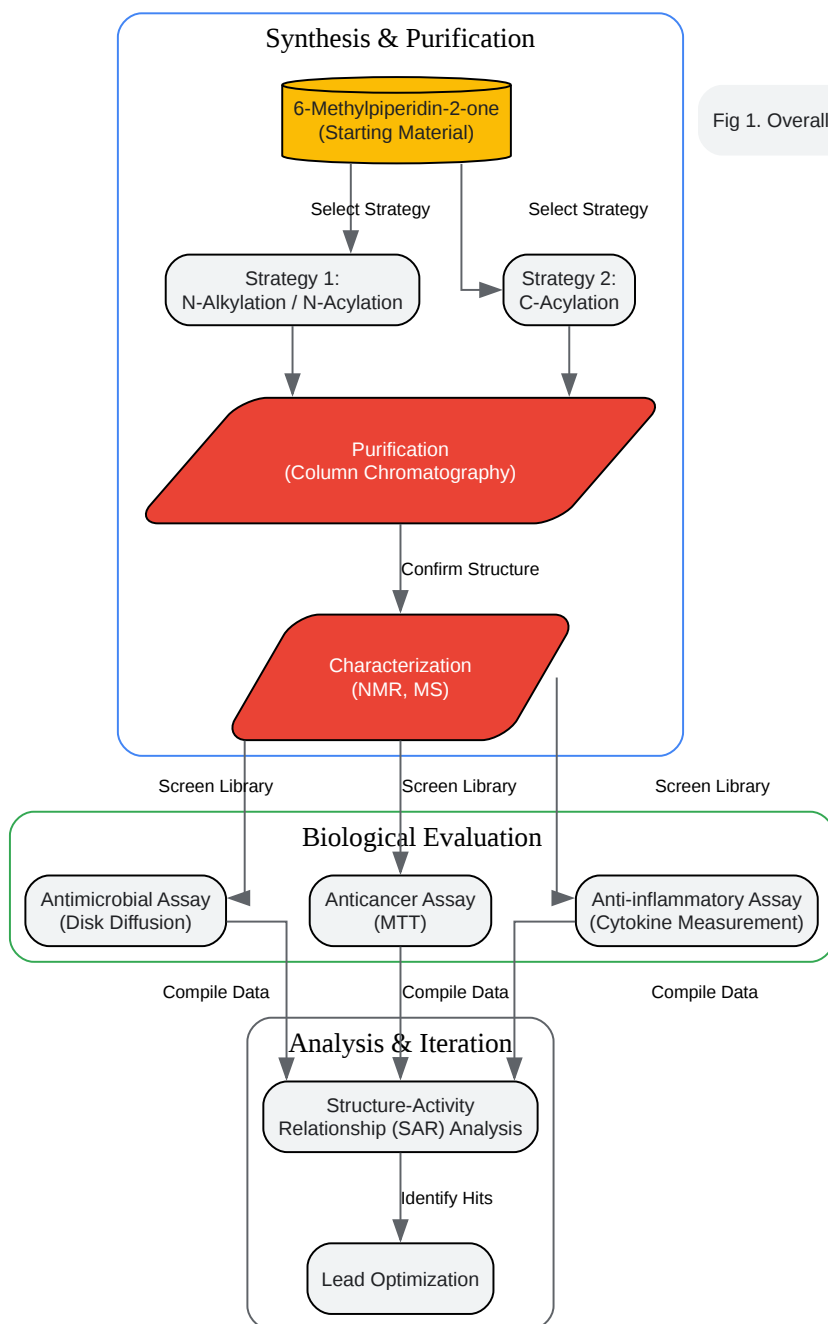 Synthesis & Purification
6-Methylpiperidin-2-one
(Starting Material)
Fig 1. Overall
Select Strategy
Select Strategy
Strategy 1:
N-Alkylation / N-Acylation
Strategy 2:
C-Acylation
Purification
(Column Chromatography)
Confirm Structure
Characterization
(NMR, MS)
Screen Library
Screen Library
Screen Library
Biological Evaluation
Antimicrobial Assay
(Disk Diffusion)
Anticancer Assay
(MTT)
Anti-inflammatory Assay
(Cytokine Measurement)
Compile Data
Compile Data
Compile Data
Analysis & Iteration
Structure-Activity
Relationship (SAR) Analysis
Identify Hits
Lead Optimization